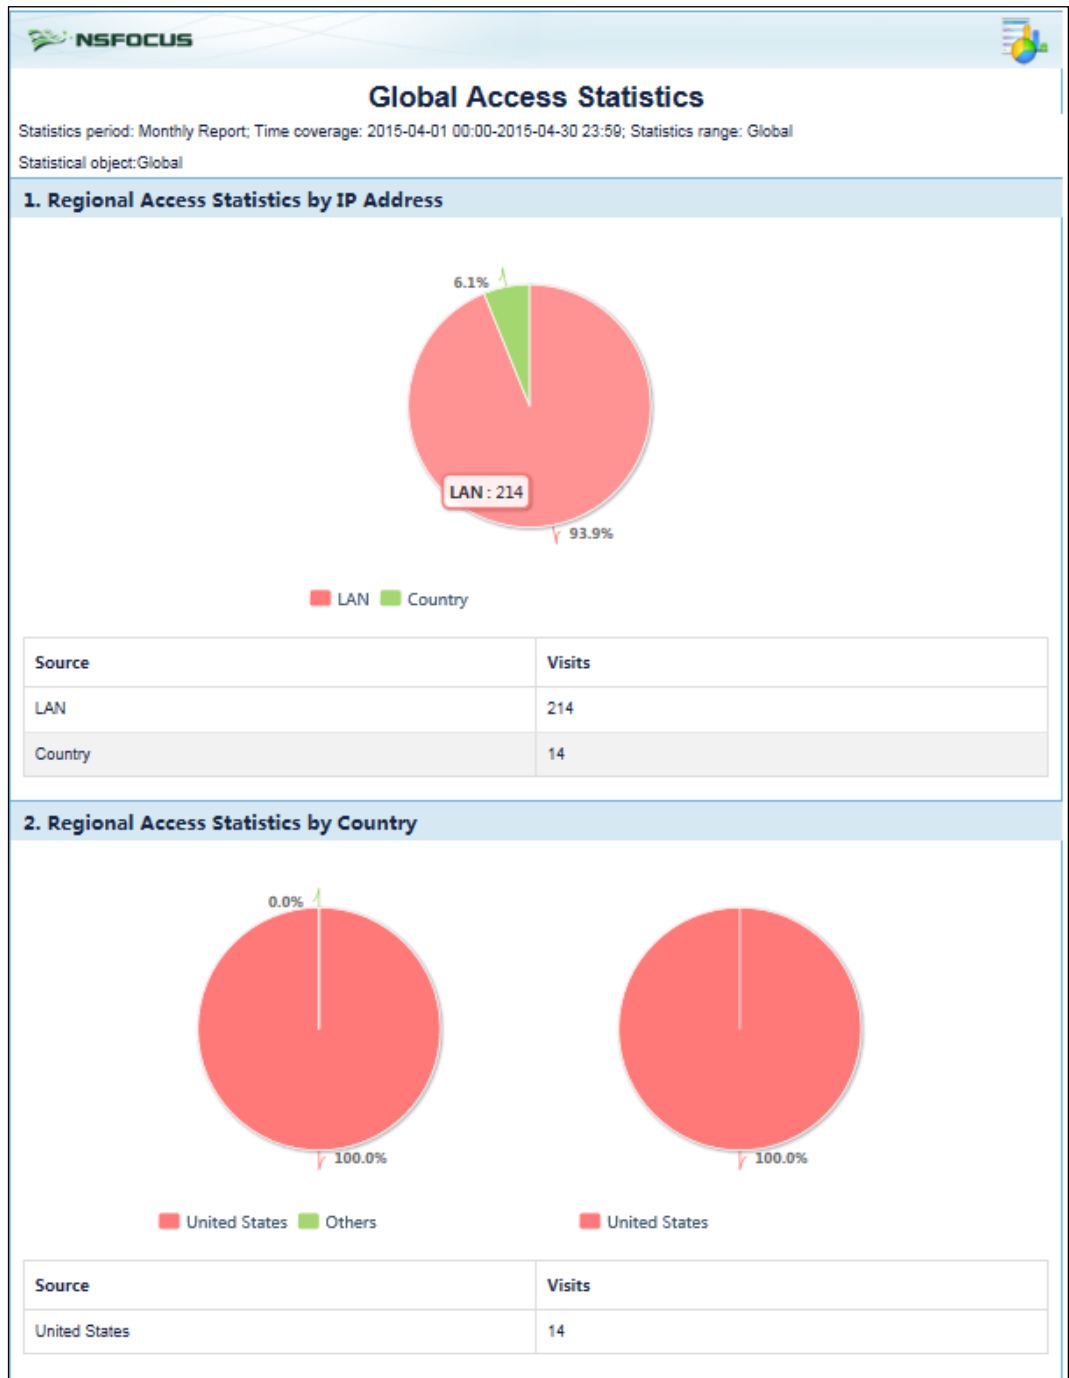 NSFOCUS
Global Access Statistics
Statistics period: Monthly Report; Time coverage: 2015-04-01 00:00-2015-04-30 23:59; Statistics range: Global
Statistical object:Global
1. Regional Access Statistics by IP Address
6.1%
LAN : 214
93.9%
LAN Country
Source Visits
LAN 214
Country 14
2. Regional Access Statistics by Country
0.0%
100.0% 100.0%
United States Others United States
Source Visits
United States 14